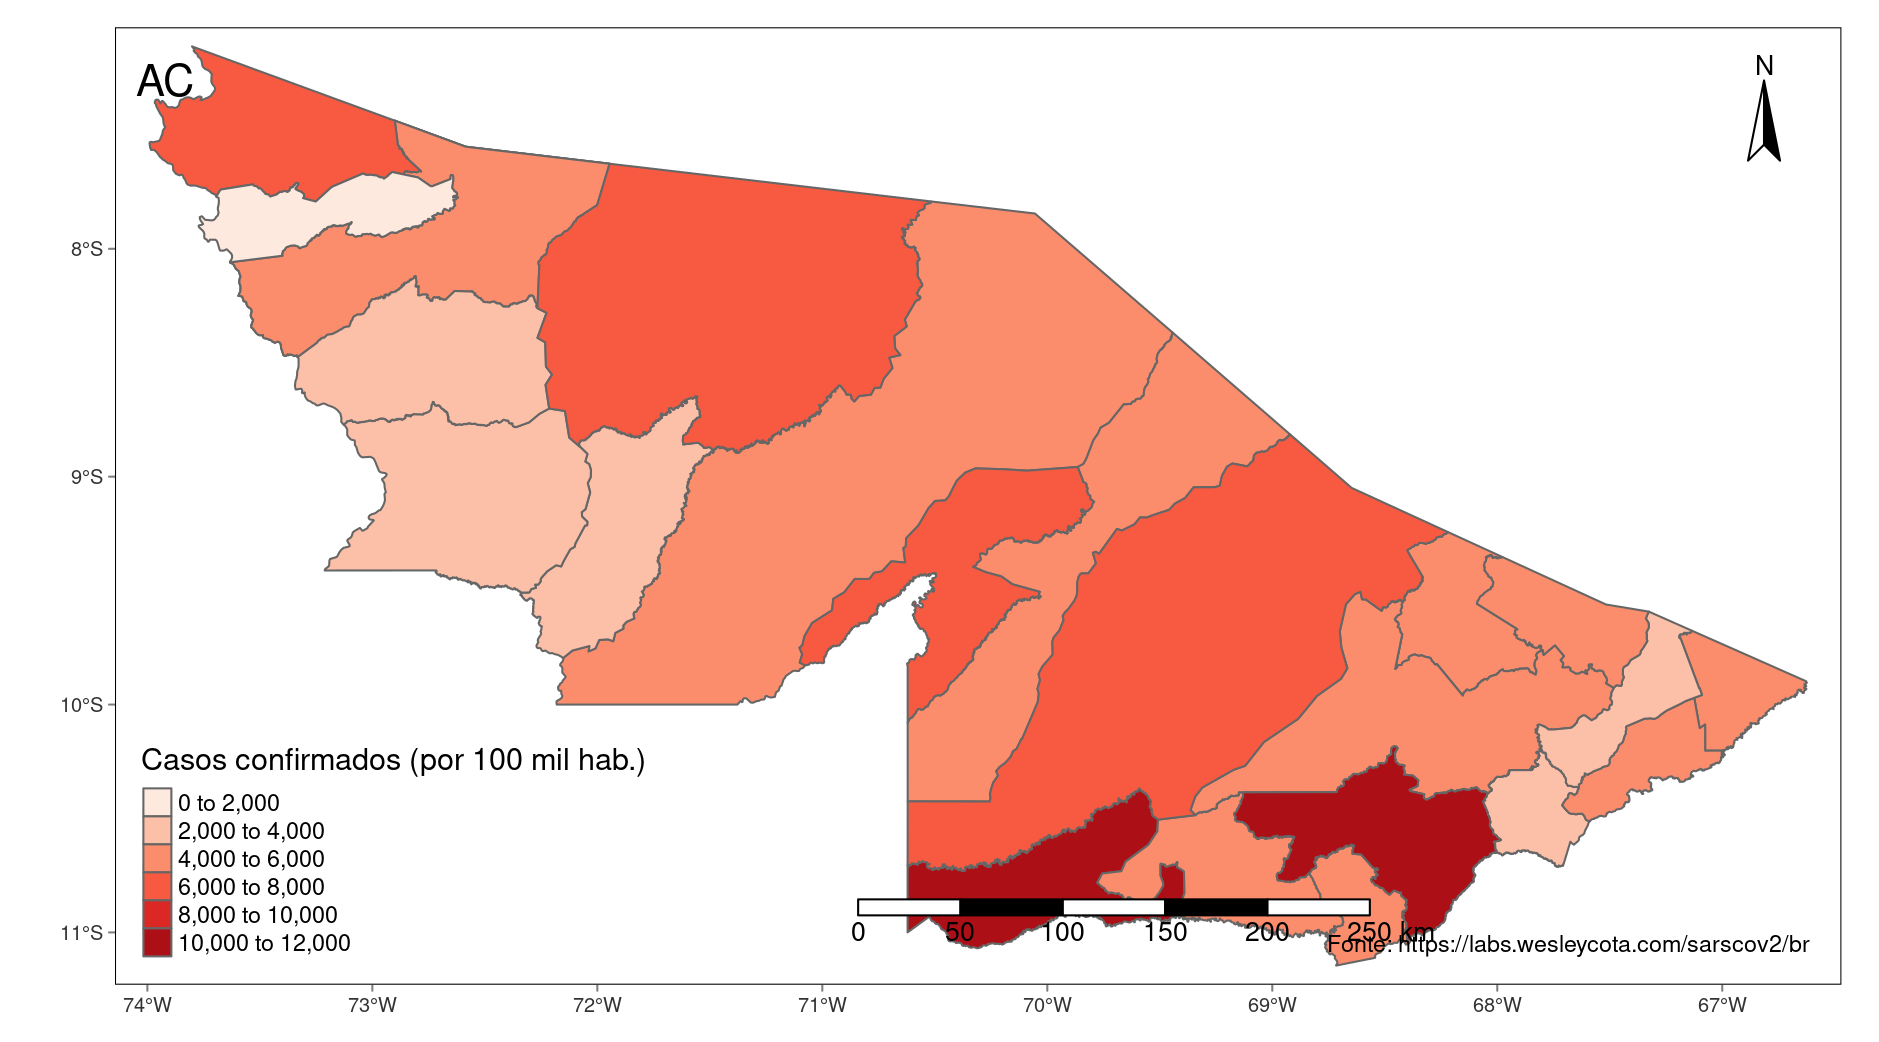 AC
N
8°S
9°S
10°S
11°S
Casos confirmados (por 100 mil hab.)
0 to 2,000
2,000 to 4,000
4,000 to 6,000
6,000 to 8,000
8,000 to 10,000
10,000 to 12,000
0 50 100 150 200 250 km
Fonte: https://labs.wesleycota.com/sarscov2/br
74°W 73°W 72°W 71°W 70°W 69°W 68°W 67°W